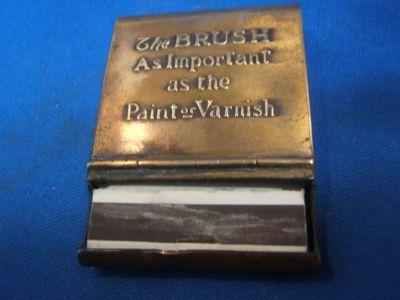 The BRUSH
As Important
as the
Paint or Varnish